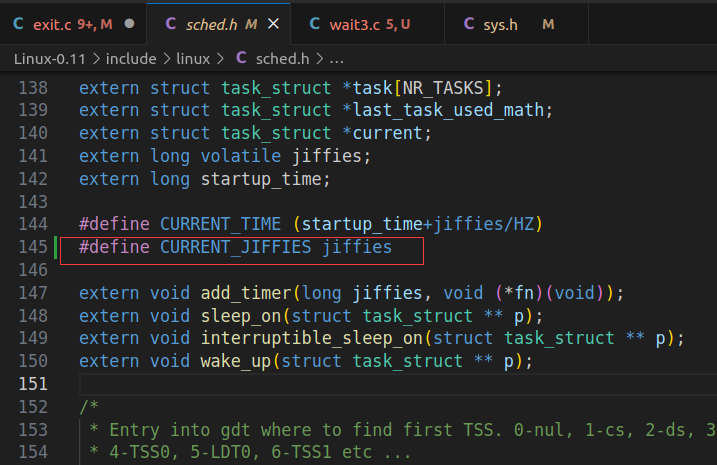 exit.c 9+, M sched.h M wait3.c 5, U sys.h M
Linux-0.11 > include > linux > C sched.h > ...
138 extern struct task_struct *task[NR_TASKS];
139 extern struct task_struct *last_task_used_math;
140 extern struct task_struct *current;
141 extern long volatile jiffies;
142 extern long startup_time;
143
144 #define CURRENT_TIME (startup_time+jiffies/HZ)
145 #define CURRENT_JIFFIES jiffies
146
147 extern void add_timer(long jiffies, void (*fn)(void));
148 extern void sleep_on(struct task_struct ** p);
149 extern void interruptible_sleep_on(struct task_struct ** p);
150 extern void wake_up(struct task_struct ** p);
151
152 /*
153  * Entry into gdt where to find first TSS. 0-nul, 1-cs, 2-ds, 3
154  * 4-TSS0, 5-LDT0, 6-TSS1 etc ...